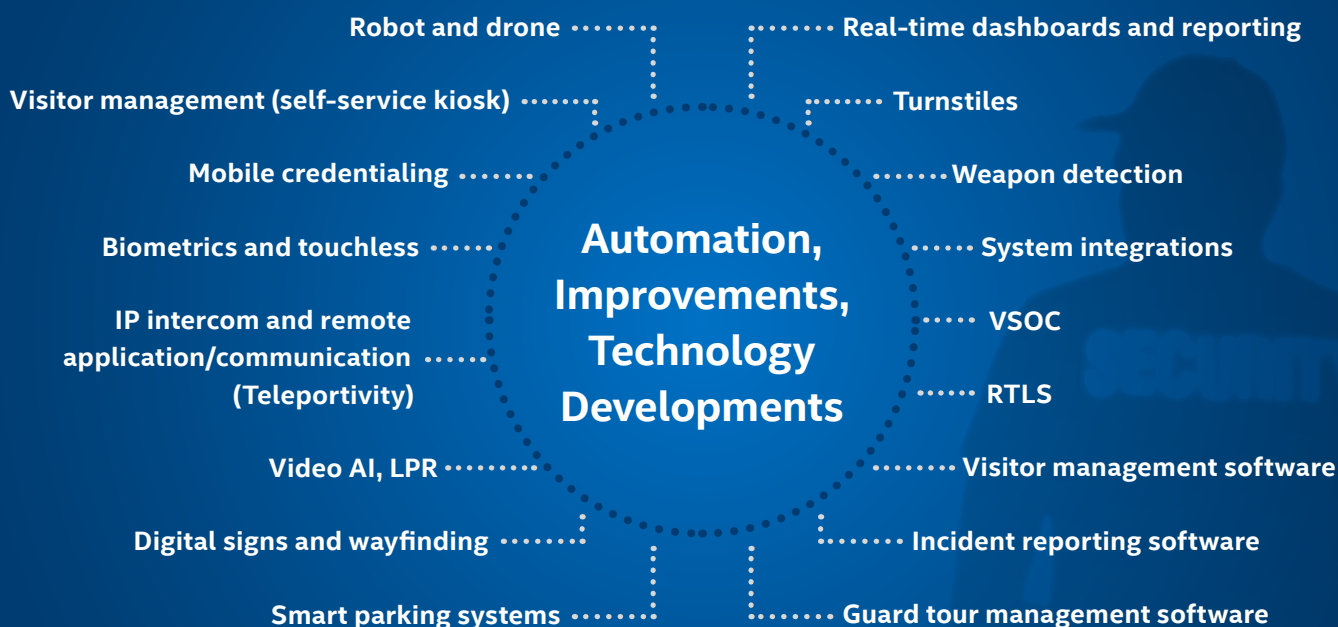 Robot and drone
Visitor management (self-service kiosk)
Mobile credentialing
Biometrics and touchless
IP intercom and remote
application/communication
(Teleportivity)
Video AI, LPR
Digital signs and wayfinding
Smart parking systems
Automation,
Improvements,
Technology
Developments
Real-time dashboards and reporting
Turnstiles
Weapon detection
System integrations
VSOC
RTLS
Visitor management software
Incident reporting software
Guard tour management software
SECURIT